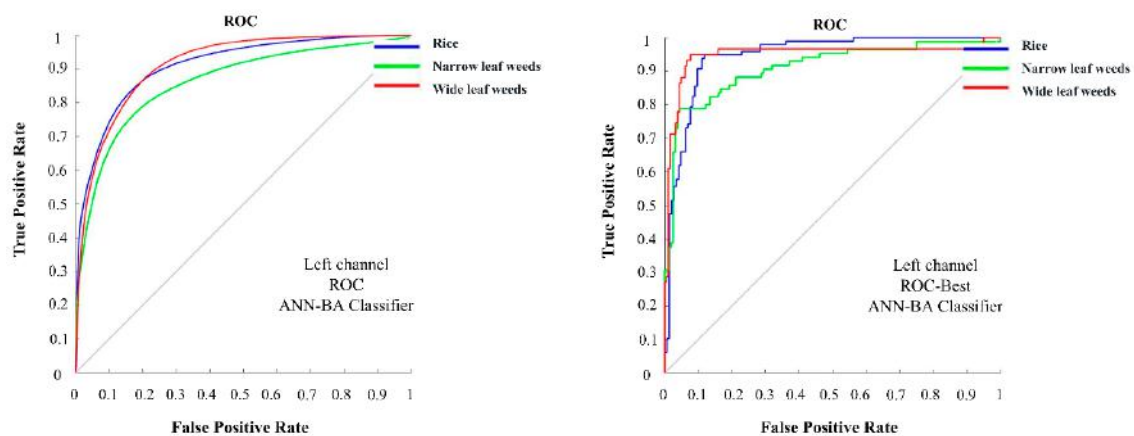 ROC
Rice
Narrow leaf weeds
Wide leaf weeds
True Positive Rate
1
0.9
0.8
0.7
0.6
0.5
0.4
0.3
0.2
0.1
0
Left channel
ROC
ANN-BA Classifier
0 0.1 0.2 0.3 0.4 0.5 0.6 0.7 0.8 0.9 1
False Positive Rate
ROC
Rice
Narrow leaf weeds
Wide leaf weeds
True Positive Rate
1
0.9
0.8
0.7
0.6
0.5
0.4
0.3
0.2
0.1
0
Left channel
ROC-Best
ANN-BA Classifier
0 0.1 0.2 0.3 0.4 0.5 0.6 0.7 0.8 0.9 1
False Positive Rate